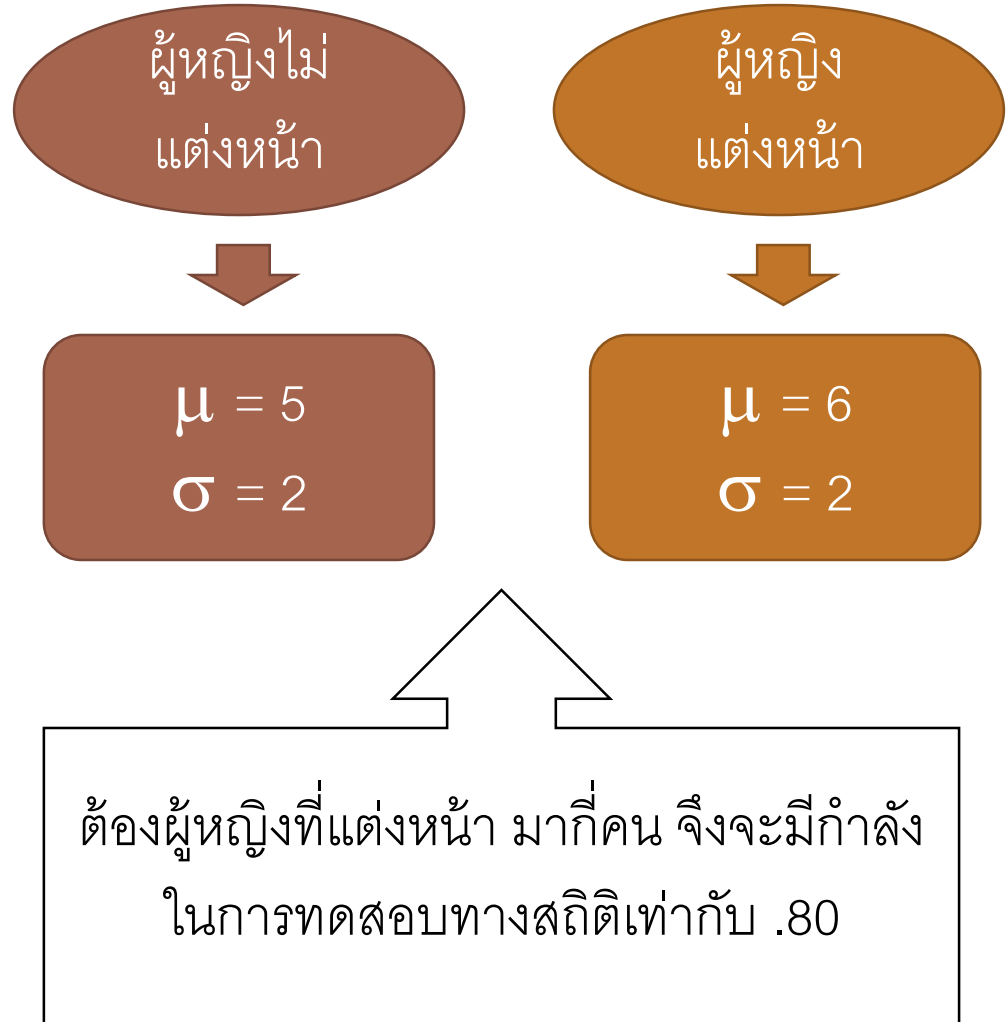 ผู้หญิงไม่
แต่งหน้า
ผู้หญิง
แต่งหน้า
μ = 5
σ = 2
μ = 6
σ = 2
ต้องผู้หญิงที่แต่งหน้า มากี่คน จึงจะมีกำลัง
ในการทดสอบทางสถิติเท่ากับ .80